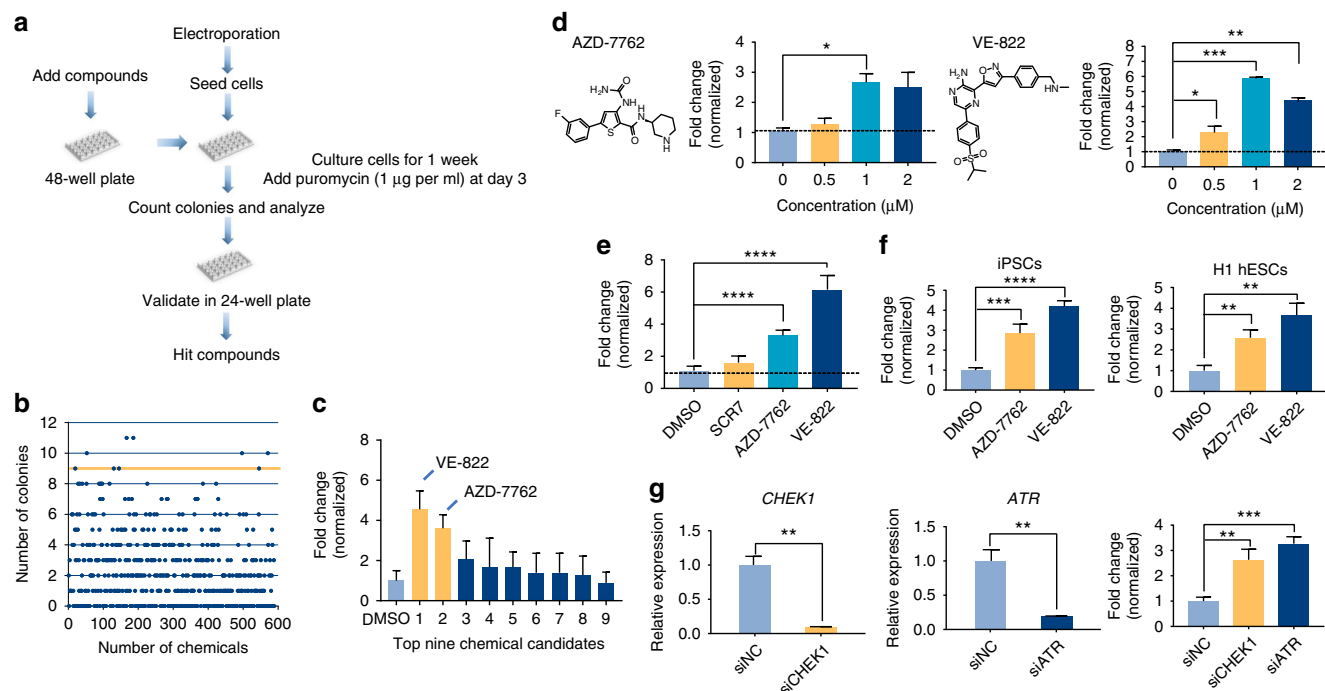 a
Electroporation
Add compounds
Seed cells
48-well plate
Culture cells for 1 week
Add puromycin (1 μg per ml) at day 3
Count colonies and analyze
Validate in 24-well plate
Hit compounds
b
Number of colonies
12
10
8
6
4
2
0
0 100 200 300 400 500 600
Number of chemicals
c
Fold change
(normalized)
8
6
4
2
0
VE-822
AZD-7762
DMSO 1 2 3 4 5 6 7 8 9
Top nine chemical candidates
d
AZD-7762
F
H₂N
O
HN
S
H
N
O
NH
Fold change
(normalized)
4
3
2
1
0
*
0 0.5 1 2
Concentration (μM)
VE-822
NH₂
O
N
N
N
HN
S
O
O
Fold change
(normalized)
8
6
5
4
3
2
1
0
**
***
*
0 0.5 1 2
Concentration (μM)
e
Fold change
(normalized)
8
6
4
2
0
****
****
DMSO
SCR7
AZD-7762
VE-822
f
iPSCs
Fold change
(normalized)
5
4
3
2
1
0
****
***
DMSO
AZD-7762
VE-822
H1 hESCs
Fold change
(normalized)
5
4
3
2
1
0
**
**
DMSO
AZD-7762
VE-822
g
CHEK1
Relative expression
1.5
1.0
0.5
0.0
**
siNC
siCHEK1
ATR
Relative expression
1.5
1.0
0.5
0.0
**
siNC
siATR
Fold change
(normalized)
4
3
2
1
0
***
**
siNC
siCHEK1
siATR